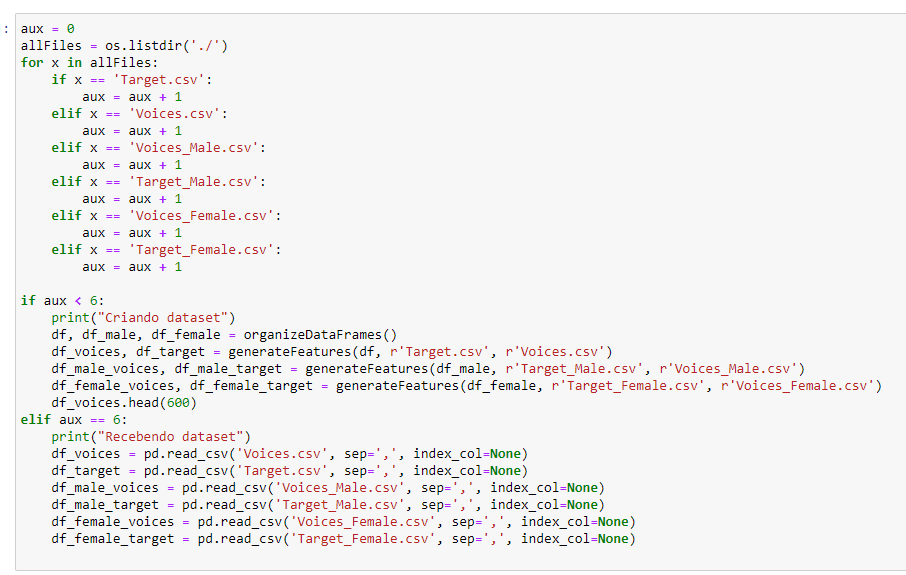 :
aux = 0
allFiles = os.listdir('./')
for x in allFiles:
    if x == 'Target.csv':
        aux = aux + 1
    elif x == 'Voices.csv':
        aux = aux + 1
    elif x == 'Voices_Male.csv':
        aux = aux + 1
    elif x == 'Target_Male.csv':
        aux = aux + 1
    elif x == 'Voices_Female.csv':
        aux = aux + 1
    elif x == 'Target_Female.csv':
        aux = aux + 1

if aux < 6:
    print("Criando dataset")
    df, df_male, df_female = organizeDataFrames()
    df_voices, df_target = generateFeatures(df, r'Target.csv', r'Voices.csv')
    df_male_voices, df_male_target = generateFeatures(df_male, r'Target_Male.csv', r'Voices_Male.csv')
    df_female_voices, df_female_target = generateFeatures(df_female, r'Target_Female.csv', r'Voices_Female.csv')
    df_voices.head(600)
elif aux == 6:
    print("Recebendo dataset")
    df_voices = pd.read_csv('Voices.csv', sep=',', index_col=None)
    df_target = pd.read_csv('Target.csv', sep=',', index_col=None)
    df_male_voices = pd.read_csv('Voices_Male.csv', sep=',', index_col=None)
    df_male_target = pd.read_csv('Target_Male.csv', sep=',', index_col=None)
    df_female_voices = pd.read_csv('Voices_Female.csv', sep=',', index_col=None)
    df_female_target = pd.read_csv('Target_Female.csv', sep=',', index_col=None)